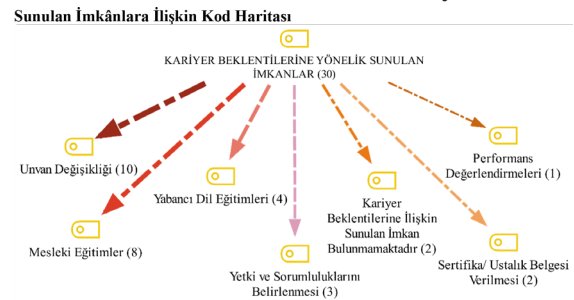 Sunulan İmkânlara İlişkin Kod Haritası
KARİYER BEKLENTİLERİNE YÖNELİK SUNULAN
İMKANLAR (30)
Unvan Değişikliği (10)
Yabancı Dil Eğitimleri (4)
Performans
Değerlendirmeleri (1)
Mesleki Eğitimler (8)
Kariyer
Beklentilerine İlişkin
Sunulan İmkan
Bulunmamaktadır (2)
Yetki ve Sorumluluklarını
Belirlenmesi (3)
Sertifika/ Ustalık Belgesi
Verilmesi (2)